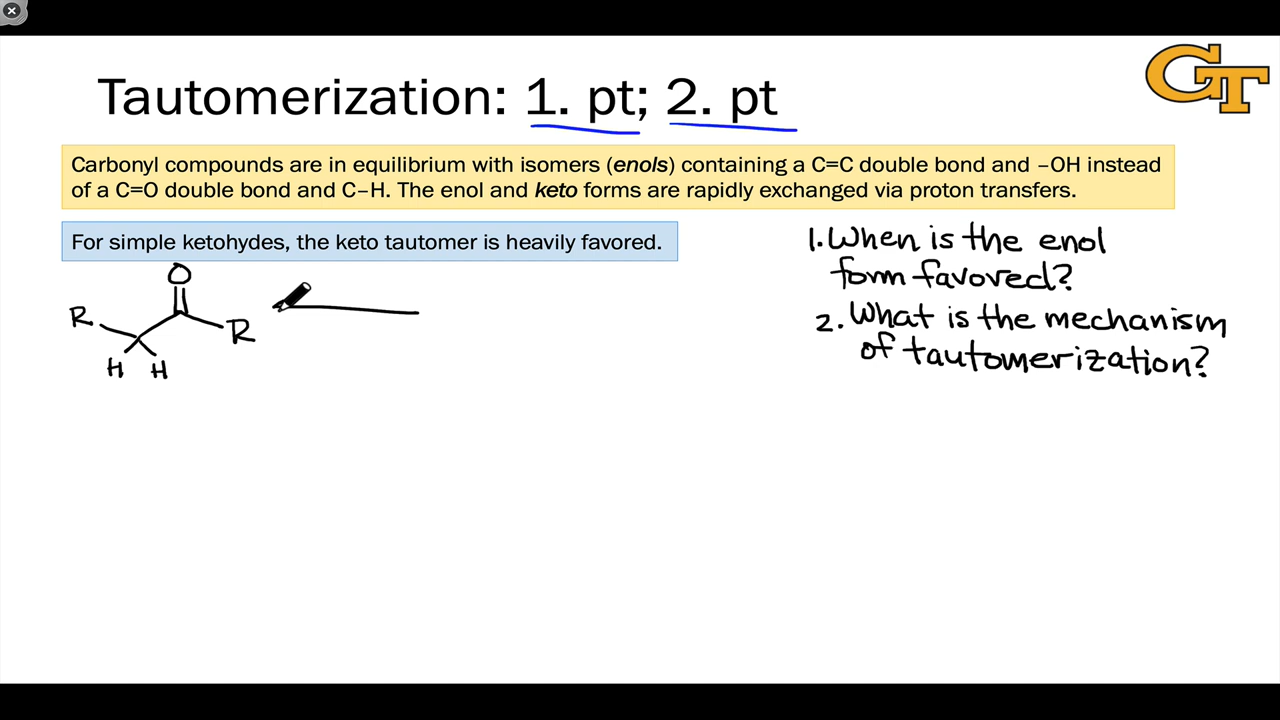 Tautomerization: 1. pt; 2. pt
GT
Carbonyl compounds are in equilibrium with isomers (enols) containing a C=C double bond and –OH instead
of a C=O double bond and C–H. The enol and keto forms are rapidly exchanged via proton transfers.
For simple ketohydes, the keto tautomer is heavily favored.
1. When is the enol
form favored?
2. What is the mechanism
of tautomerization?
O
R
R
H H